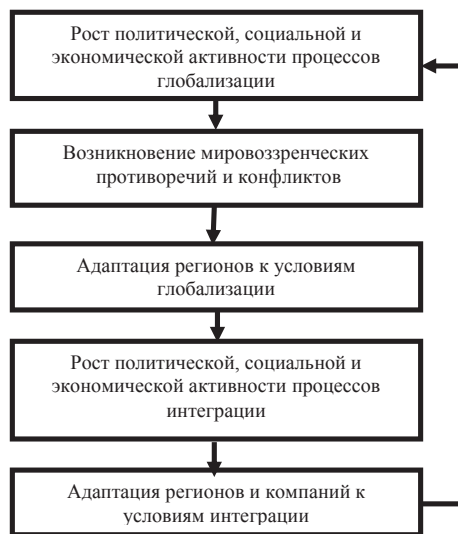 Рост политической, социальной и
экономической активности процессов
глобализации
Возникновение мировоззренческих
противоречий и конфликтов
Адаптация регионов к условиям
глобализации
Рост политической, социальной и
экономической активности процессов
интеграции
Адаптация регионов и компаний к
условиям интеграции